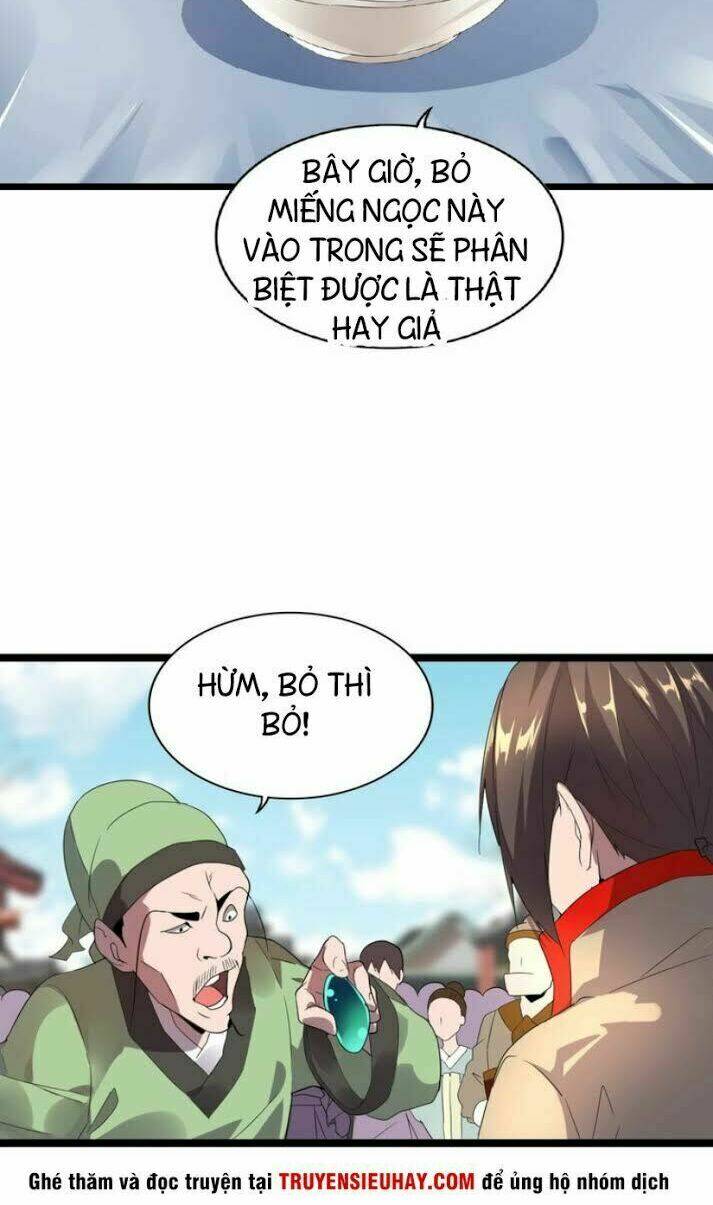 BÂY GIỜ, BỎ
MIẾNG NGỌC NÀY
VÀO TRONG SẼ PHÂN
BIỆT ĐƯỢC LÀ THẬT
HAY GIẢ
HỪM, BỎ THÌ
BỎ!
Ghé thăm và đọc truyện tại TRUYENSIEUHAY.COM để ủng hộ nhóm dịch